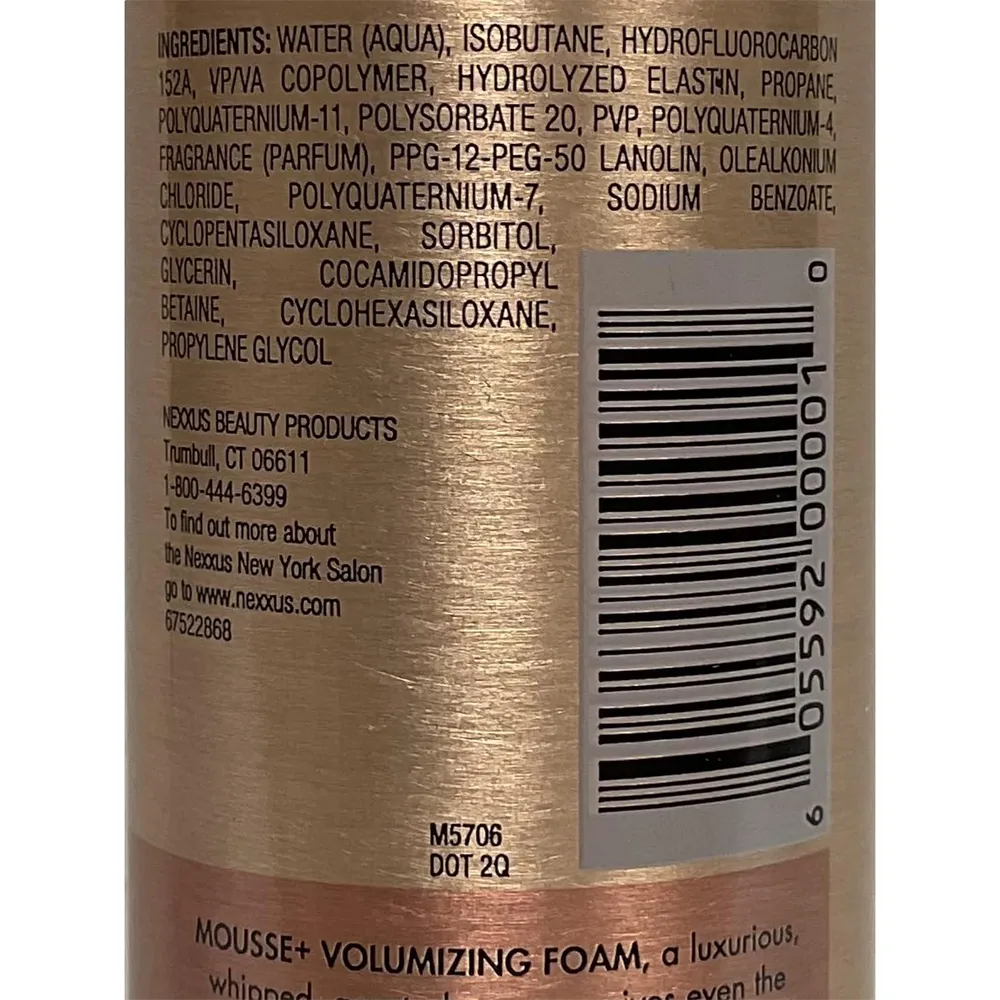 INGREDIENTS: WATER (AQUA), ISOBUTANE, HYDROFLUOROCARBON
152A, VP/VA COPOLYMER, HYDROLYZED ELASTIN, PROPANE,
POLYQUATERNIUM-11, POLYSORBATE 20, PVP, POLYQUATERNIUM-4,
FRAGRANCE (PARFUM), PPG-12-PEG-50 LANOLIN, OLEALKONIUM
CHLORIDE, POLYQUATERNIUM-7, SODIUM BENZOATE,
CYCLOPENTASILOXANE, SORBITOL,
GLYCERIN, COCAMIDOPROPYL
BETAINE, CYCLOHEXASILOXANE,
PROPYLENE GLYCOL
NEXXUS BEAUTY PRODUCTS
Trumbull, CT 06611
1-800-444-6399
To find out more about
the Nexxus New York Salon
go to www.nexxus.com
67522868
6 05592 00001 0
M5706
DOT 2Q
MOUSSE+ VOLUMIZING FOAM, a luxurious,
whipped even the